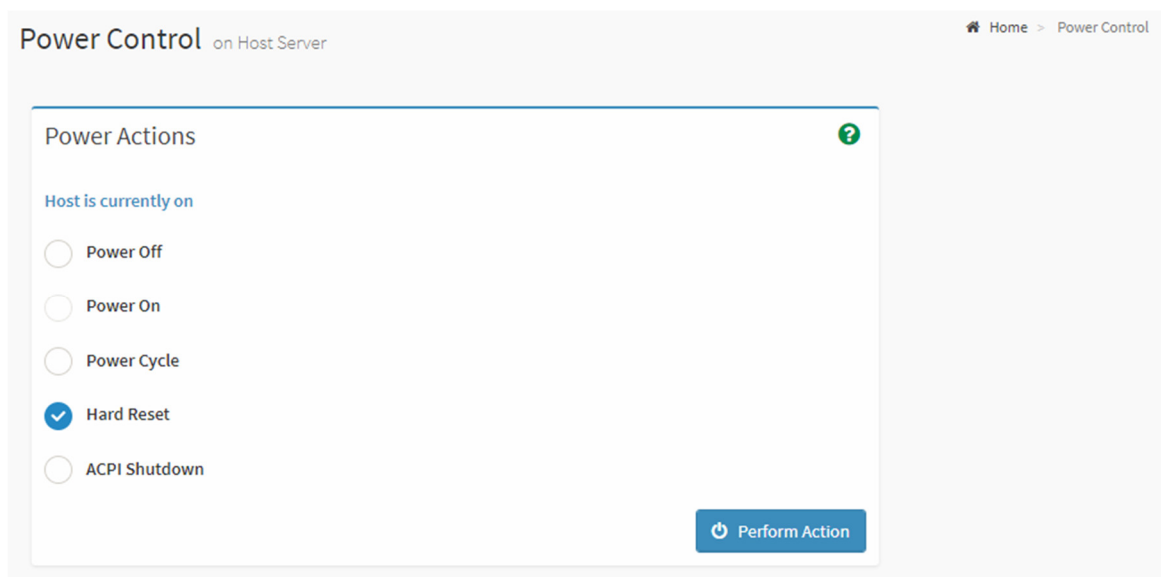 Power Control on Host Server
Home > Power Control
Power Actions
?
Host is currently on
Power Off
Power On
Power Cycle
Hard Reset
ACPI Shutdown
Perform Action